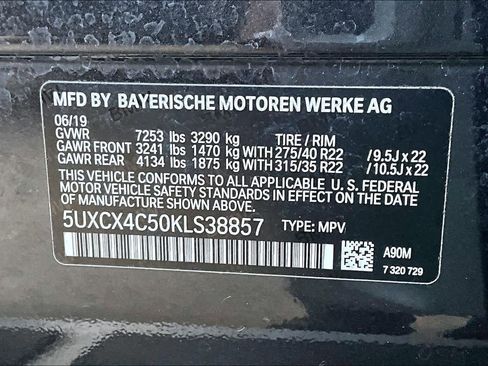 MFD BY BAYERISCHE MOTOREN WERKE AG
06/19
GVWR 7253 lbs 3290 kg TIRE / RIM
GAWR FRONT 3241 lbs 1470 kg WITH 275/40 R22 /9.5J x 22
GAWR REAR 4134 lbs 1875 kg WITH 315/35 R22 /10.5J x 22
THIS VEHICLE CONFORMS TO ALL APPLICABLE U.S. FEDERAL
MOTOR VEHICLE SAFETY STANDARDS IN EFFECT ON THE DATE
OF MANUFACTURE SHOWN ABOVE.
5UXCX4C50KLS38857 TYPE: MPV
A90M
7 320 729